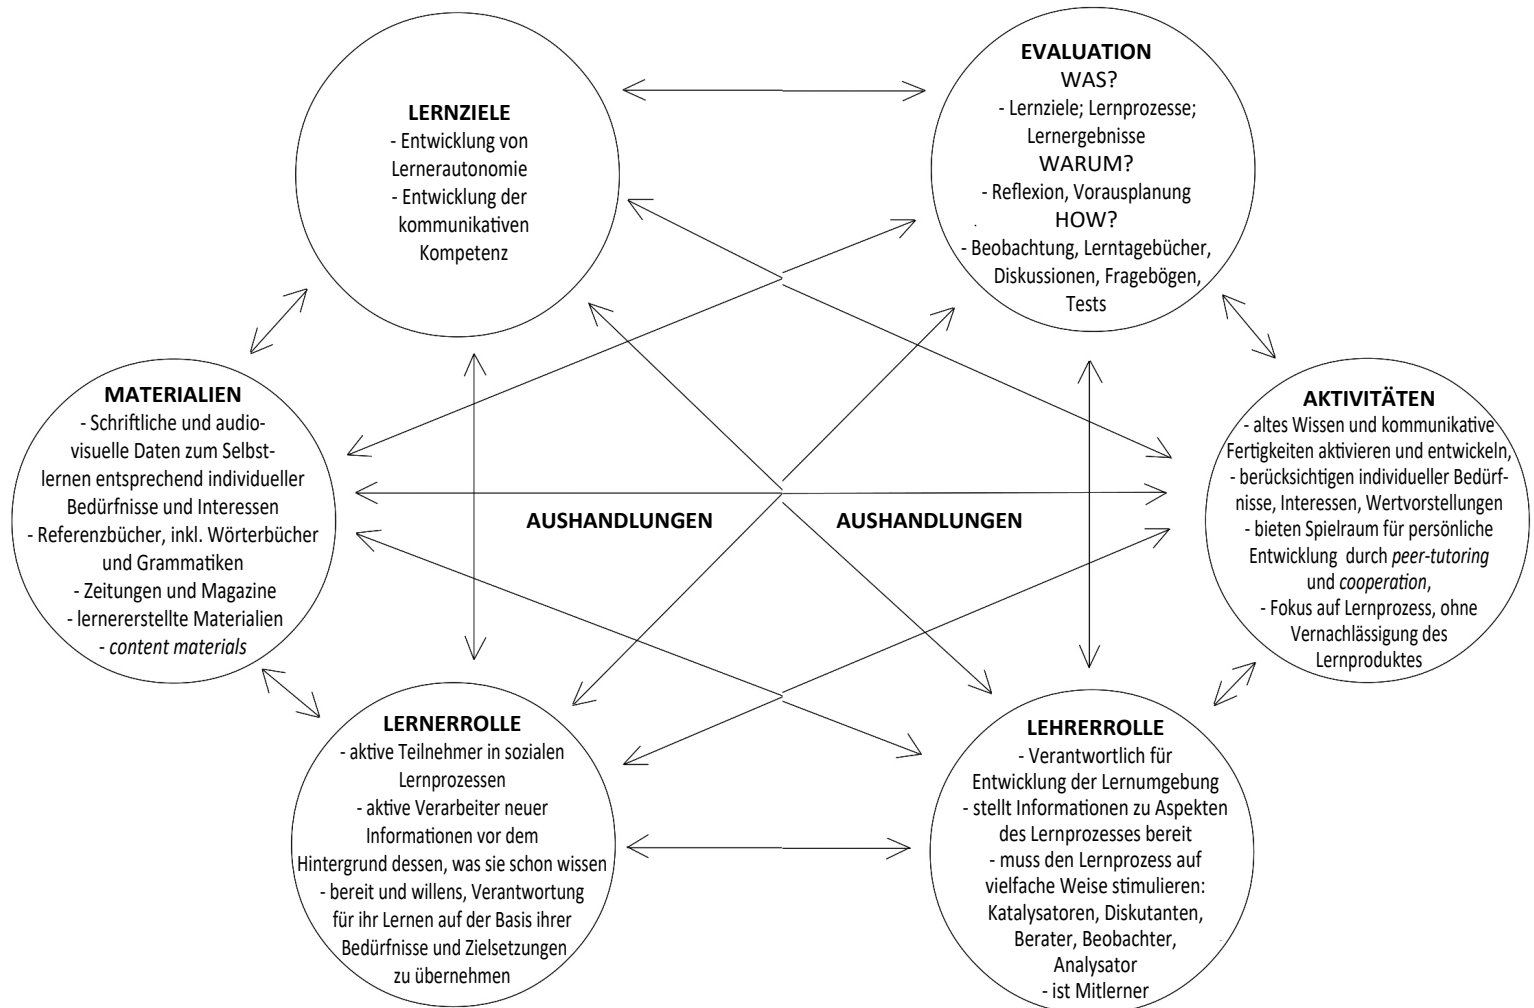 LERNZIELE
- Entwicklung von
Lernerautonomie
- Entwicklung der
kommunikativen
Kompetenz
EVALUATION
WAS?
- Lernziele; Lernprozesse;
Lernergebnisse
WARUM?
- Reflexion, Vorausplanung
HOW?
- Beobachtung, Lerntagebücher,
Diskussionen, Fragebögen,
Tests
MATERIALIEN
- Schriftliche und audio-
visuelle Daten zum Selbst-
lernen entsprechend individueller
Bedürfnisse und Interessen
- Referenzbücher, inkl. Wörterbücher
und Grammatiken
- Zeitungen und Magazine
- lernererstellte Materialien
- content materials
AUSHANDLUNGEN
AUSHANDLUNGEN
AKTIVITÄTEN
- altes Wissen und kommunikative
Fertigkeiten aktivieren und entwickeln,
- berücksichtigen individueller Bedürf-
nisse, Interessen, Wertvorstellungen
- bieten Spielraum für persönliche
Entwicklung durch peer-tutoring
und cooperation,
- Fokus auf Lernprozess, ohne
Vernachlässigung des
Lernproduktes
LERNERROLLE
- aktive Teilnehmer in sozialen
Lernprozessen
- aktive Verarbeiter neuer
Informationen vor dem
Hintergrund dessen, was sie schon wissen
- bereit und willens, Verantwortung
für ihr Lernen auf der Basis ihrer
Bedürfnisse und Zielsetzungen
zu übernehmen
LEHRERROLLE
- Verantwortlich für
Entwicklung der Lernumgebung
- stellt Informationen zu Aspekten
des Lernprozesses bereit
- muss den Lernprozess auf
vielfache Weise stimulieren:
Katalysatoren, Diskutanten,
Berater, Beobachter,
Analysator
- ist Mitlerner